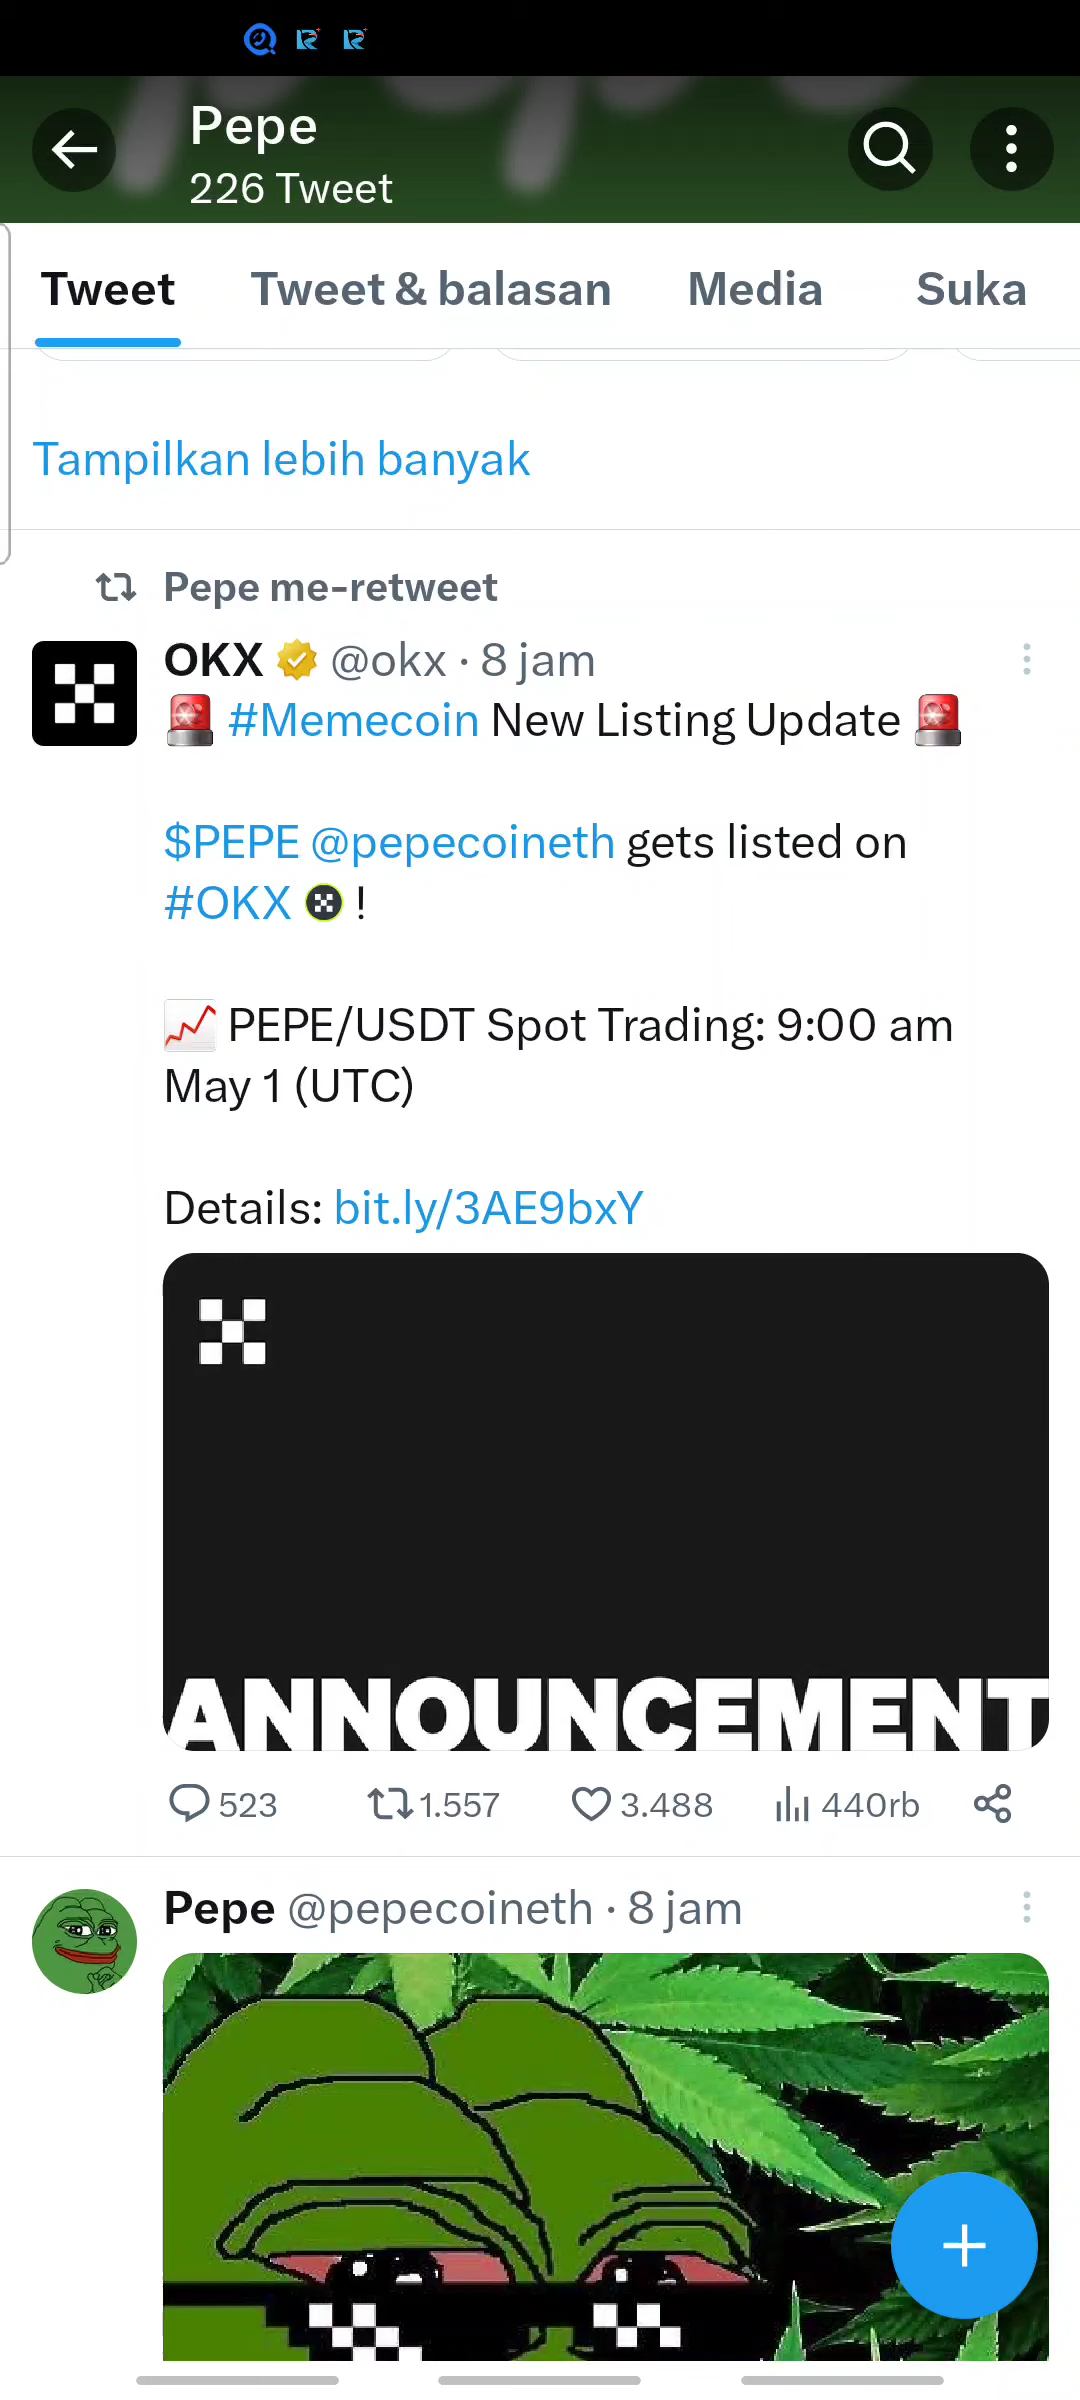 Pepe
226 Tweet
Tweet Tweet & balasan Media Suka
Tampilkan lebih banyak
Pepe me-retweet
OKX @okx · 8 jam
🚨 #Memecoin New Listing Update 🚨
$PEPE @pepecoineth gets listed on
#OKX !
📈 PEPE/USDT Spot Trading: 9:00 am
May 1 (UTC)
Details: bit.ly/3AE9bxY
ANNOUNCEMENT
523 1.557 3.488 440rb
Pepe @pepecoineth · 8 jam